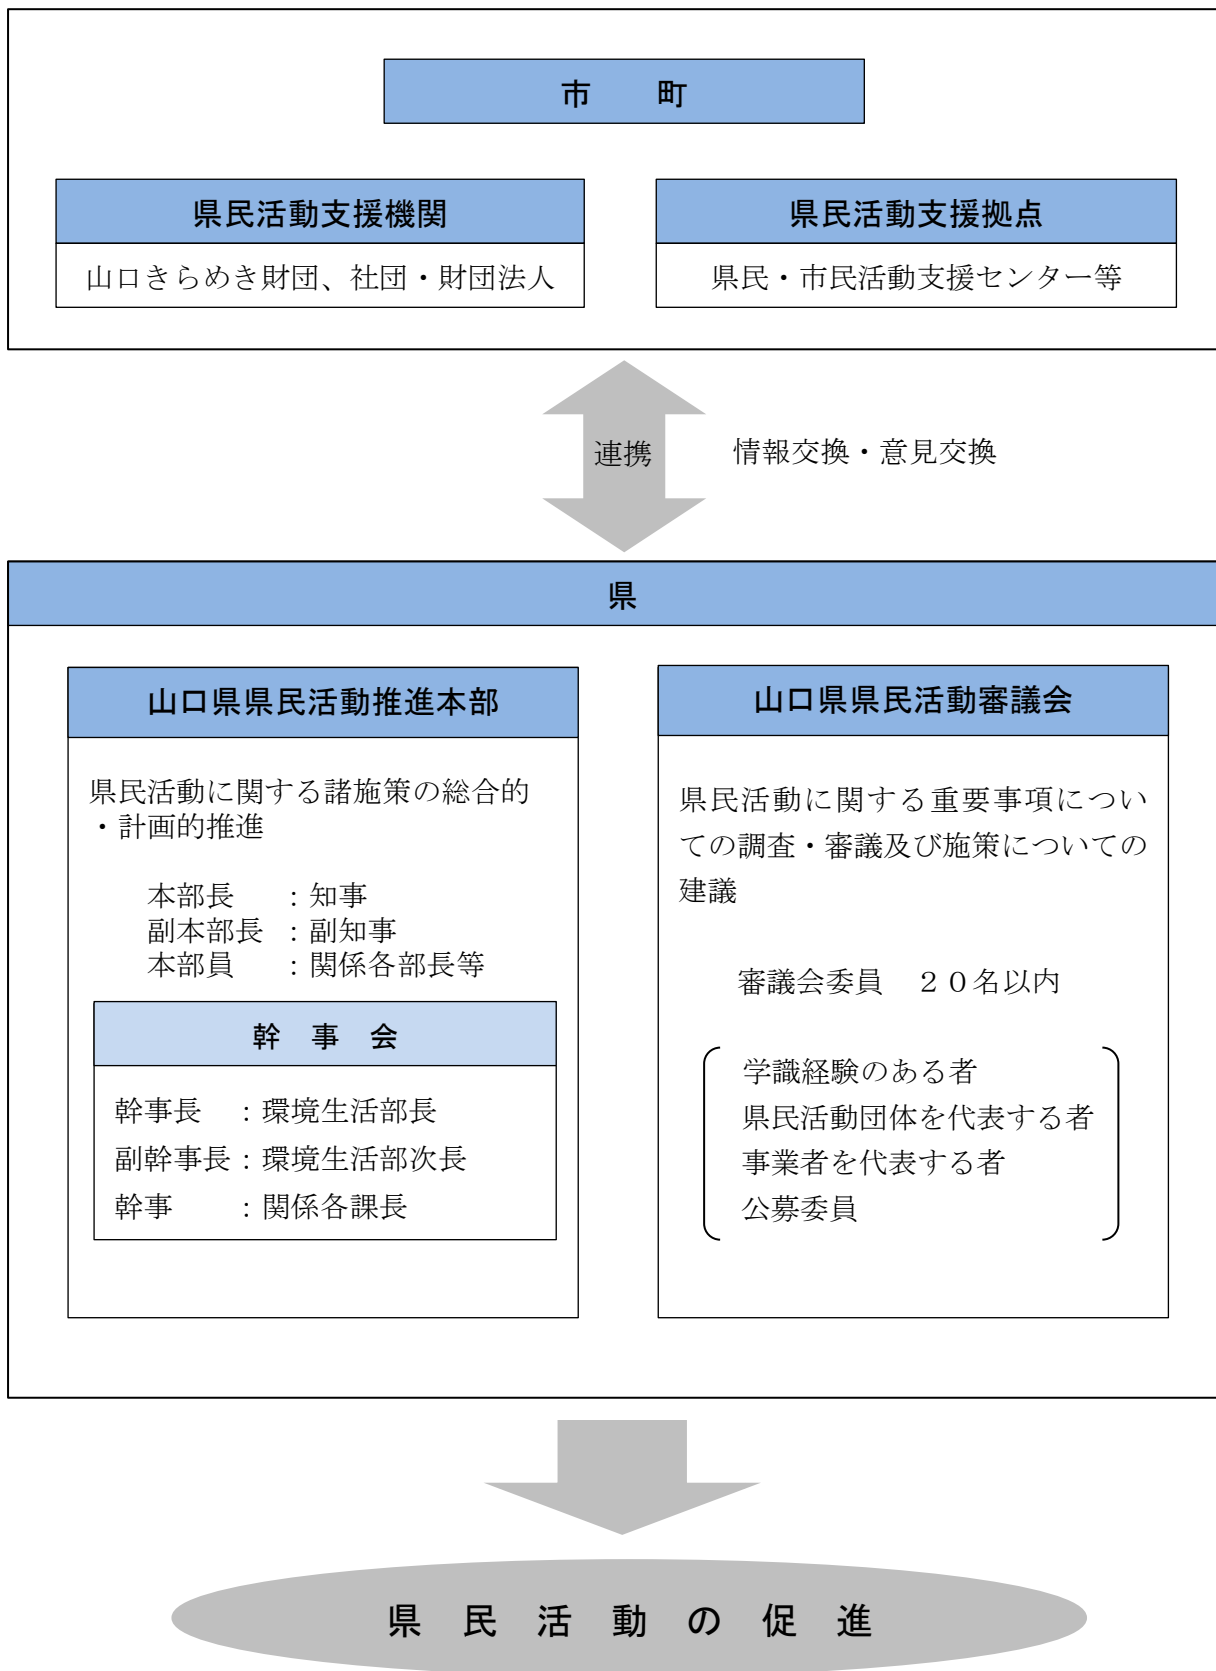 市　　町
県民活動支援機関
山口きらめき財団、社団・財団法人
県民活動支援拠点
県民・市民活動支援センター等
連携
情報交換・意見交換
県
山口県県民活動推進本部
県民活動に関する諸施策の総合的
・計画的推進
本部長　　：知事
副本部長　：副知事
本部員　　：関係各部長等
幹　事　会
幹事長　：環境生活部長
副幹事長：環境生活部次長
幹事　　：関係各課長
山口県県民活動審議会
県民活動に関する重要事項につい
ての調査・審議及び施策についての
建議
審議会委員　２０名以内
学識経験のある者
県民活動団体を代表する者
事業者を代表する者
公募委員
県　民　活　動　の　促　進